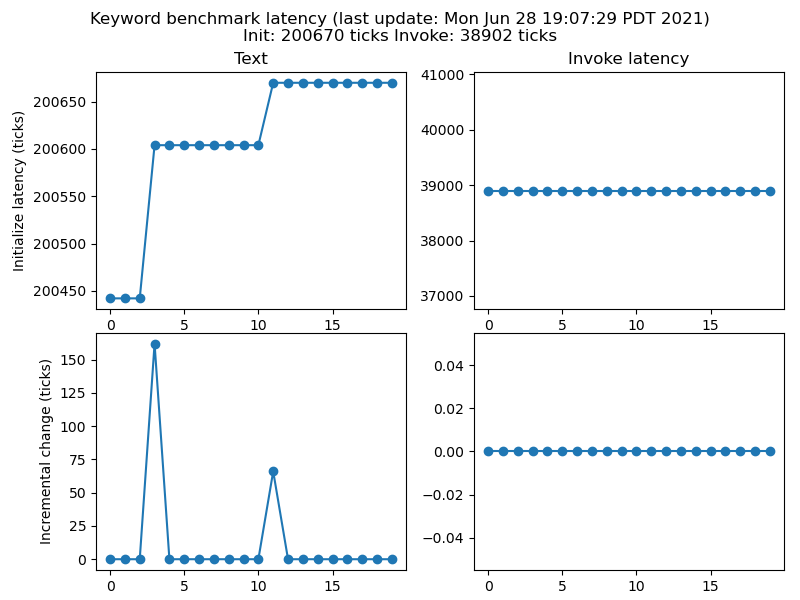 Keyword benchmark latency (last update: Mon Jun 28 19:07:29 PDT 2021)
Init: 200670 ticks Invoke: 38902 ticks
Text
Initialize latency (ticks)
200650
200600
200550
200500
200450
0 5 10 15
Invoke latency
41000
40000
39000
38000
37000
0 5 10 15
Incremental change (ticks)
150
125
100
75
50
25
0
0 5 10 15
0.04
0.02
0.00
−0.02
−0.04
0 5 10 15